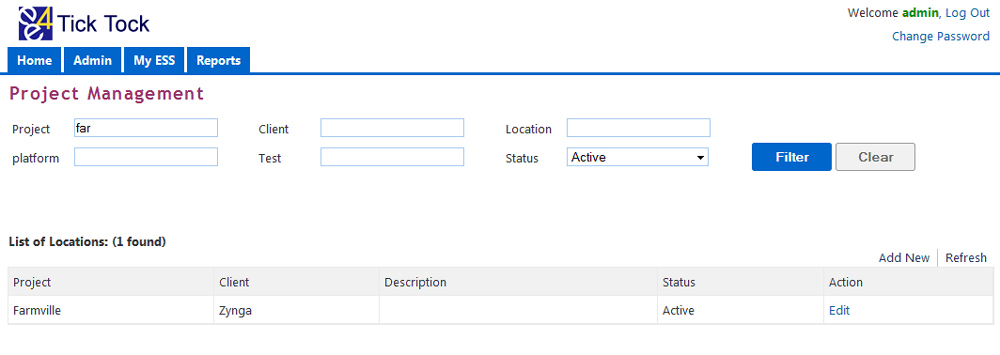 e4e Tick Tock
Welcome admin, Log Out
Change Password
Home Admin My ESS Reports
Project Management
Project far Client Location
platform Test Status Active Filter Clear
List of Locations: (1 found)
Add New Refresh
Project Client Description Status Action
Farmville Zynga Active Edit